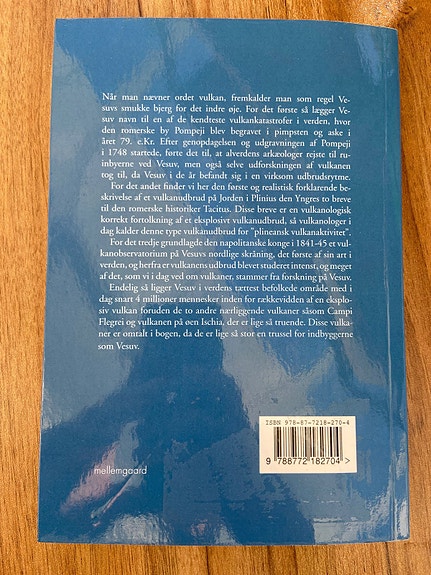 Når man nævner ordet vulkan, fremkalder man som regel Ve-
suvs smukke bjerg for det indre øje. For det første så lægger Ve-
suv navn til en af de kendteste vulkankatastrofer i verden, hvor
den romerske by Pompeji blev begravet i pimpsten og aske i
året 79. e.Kr. Efter genopdagelsen og udgravningen af Pompeji
i 1748 startede, førte det til, at alverdens arkæologer rejste til ru-
inbyerne ved Vesuv, men også selve udforskningen af vulkanen
tog til, da Vesuv i de år befandt sig i en virksom udbrudsrytme.
For det andet finder vi her den første og realistisk forklarende be-
skrivelse af et vulkanudbrud på Jorden i Plinius den Yngres to breve
til den romerske historiker Tacitus. Disse breve er en vulkanologisk
korrekt fortolkning af et eksplosivt vulkanudbrud, så vulkanologer i
dag kalder denne type vulkanudbrud for "plineansk vulkanaktivitet".
For det tredje grundlagde den napolitanske konge i 1841-45 et vul-
kanobservatorium på Vesuvs nordlige skråning, det første af sin art i
verden, og herfra er vulkanens udbrud blevet studeret intenst, og meget
af det, som vi i dag ved om vulkaner, stammer fra forskning på Vesuv.
Endelig så ligger Vesuv i verdens tættest befolkede område med i
dag snart 4 millioner mennesker inden for rækkevidden af en eksplo-
siv vulkan foruden de to andre nærliggende vulkaner såsom Campi
Flegrei og vulkanen på øen Ischia, der er lige så truende. Disse vulka-
ner er omtalt i bogen, da de er lige så stor en trussel for indbyggerne
som Vesuv.
ISBN 978-87-7218-270-4
9 788772 182704 >
mellemgaard